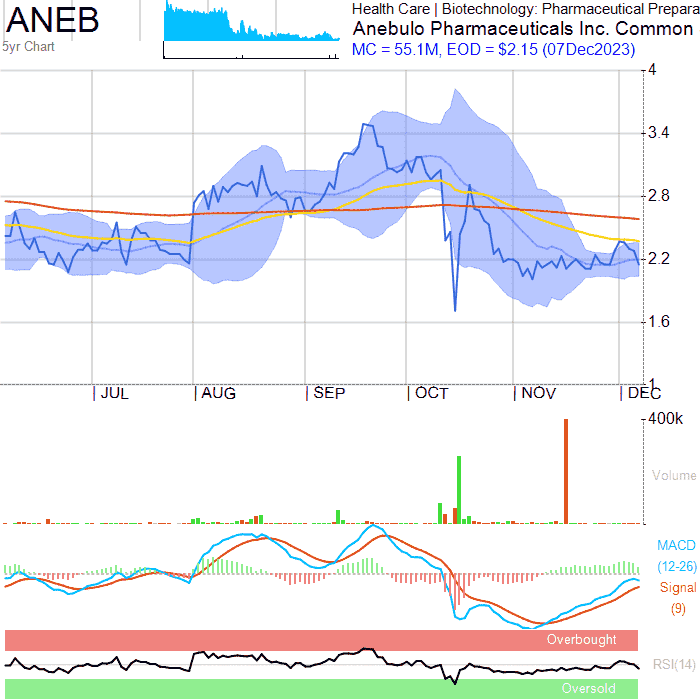 ANEB
5yr Chart
Health Care | Biotechnology: Pharmaceutical Prepara
Anebulo Pharmaceuticals Inc. Common
MC = 55.1M, EOD = $2.15 (07Dec2023)
4
3.4
2.8
2.2
1.6
1
JUL AUG SEP OCT NOV DEC
400k
Volume
MACD
(12-26)
Signal
(9)
Overbought
RSI(14)
Oversold